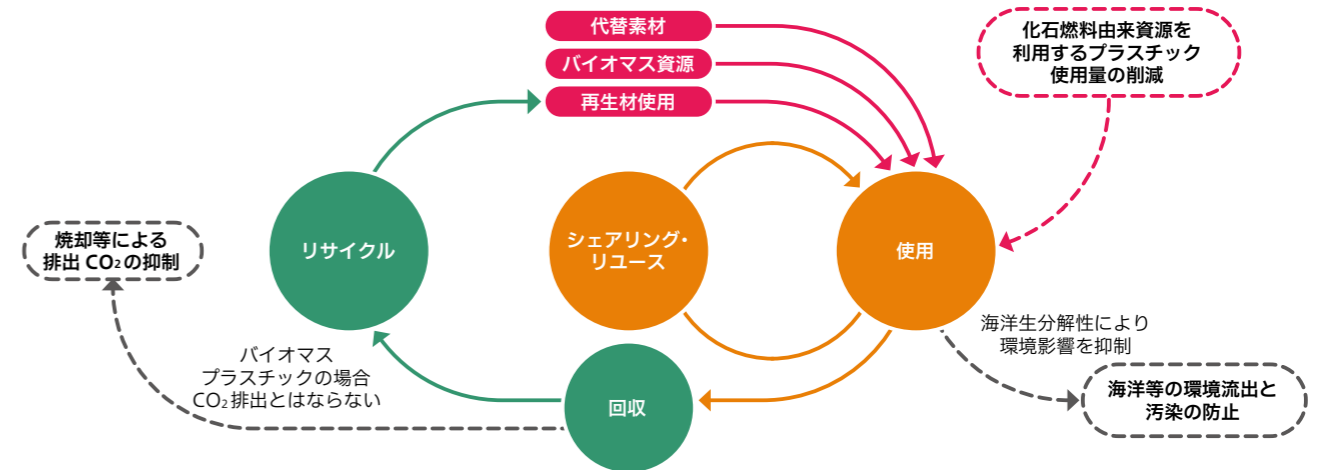 代替素材
バイオマス資源
再生材使用
化石燃料由来資源を
利用するプラスチック
使用量の削減
焼却等による
排出 CO₂の抑制
リサイクル
シェアリング・
リユース
使用
海洋生分解性により
環境影響を抑制
バイオマス
プラスチックの場合
CO₂排出とはならない
回収
海洋等の環境流出と
汚染の防止